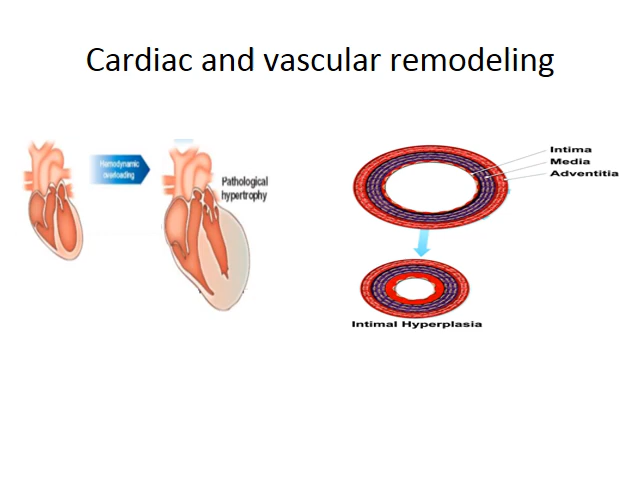 Cardiac and vascular remodeling
Hemodynamic
overloading
Pathological
hypertrophy
Intima
Media
Adventitia
Intimal Hyperplasia